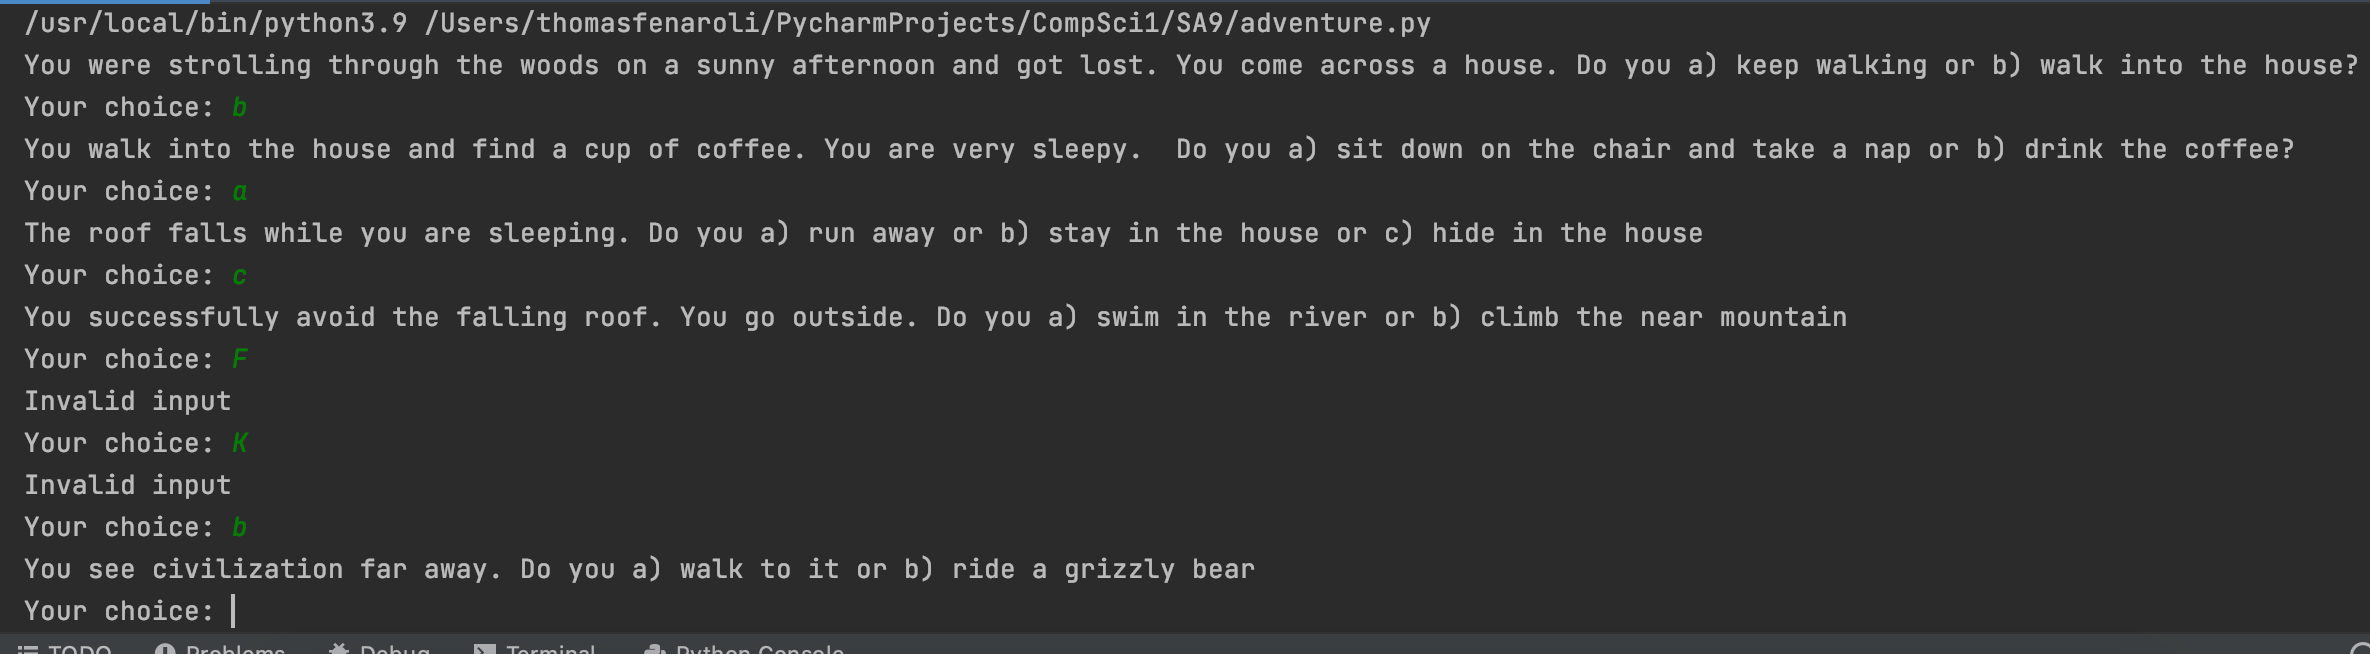 /usr/local/bin/python3.9 /Users/thomasfenaroli/PycharmProjects/CompSci1/SA9/adventure.py
You were strolling through the woods on a sunny afternoon and got lost. You come across a house. Do you a) keep walking or b) walk into the house?
Your choice: b
You walk into the house and find a cup of coffee. You are very sleepy.  Do you a) sit down on the chair and take a nap or b) drink the coffee?
Your choice: a
The roof falls while you are sleeping. Do you a) run away or b) stay in the house or c) hide in the house
Your choice: c
You successfully avoid the falling roof. You go outside. Do you a) swim in the river or b) climb the near mountain
Your choice: F
Invalid input
Your choice: K
Invalid input
Your choice: b
You see civilization far away. Do you a) walk to it or b) ride a grizzly bear
Your choice:
TODO Problems Debug Terminal Python Console